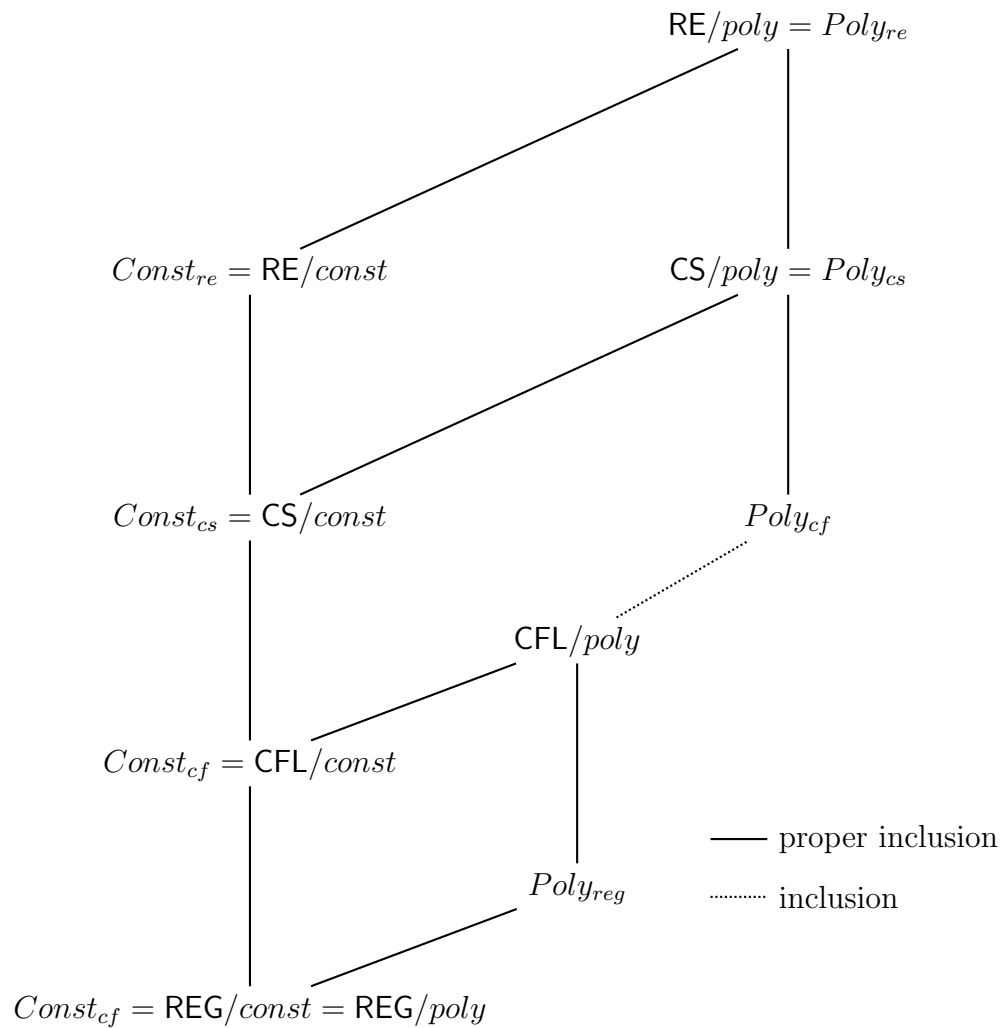 RE/poly = Poly_re
Const_re = RE/const
CS/poly = Poly_cs
Const_cs = CS/const
Poly_cf
CFL/poly
Const_cf = CFL/const
proper inclusion
Poly_reg
inclusion
Const_cf = REG/const = REG/poly